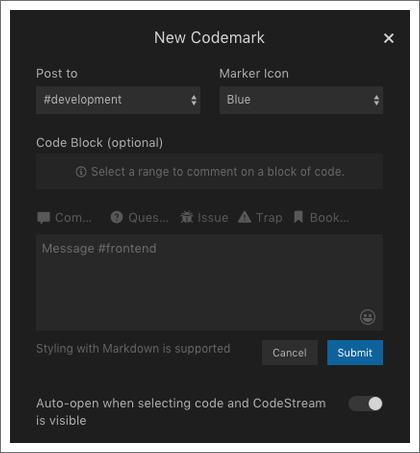 New Codemark
Post to
Marker Icon
#development
Blue
Code Block (optional)
Select a range to comment on a block of code.
Com... Ques... Issue Trap Book...
Message #frontend
Styling with Markdown is supported
Cancel
Submit
Auto-open when selecting code and CodeStream
is visible